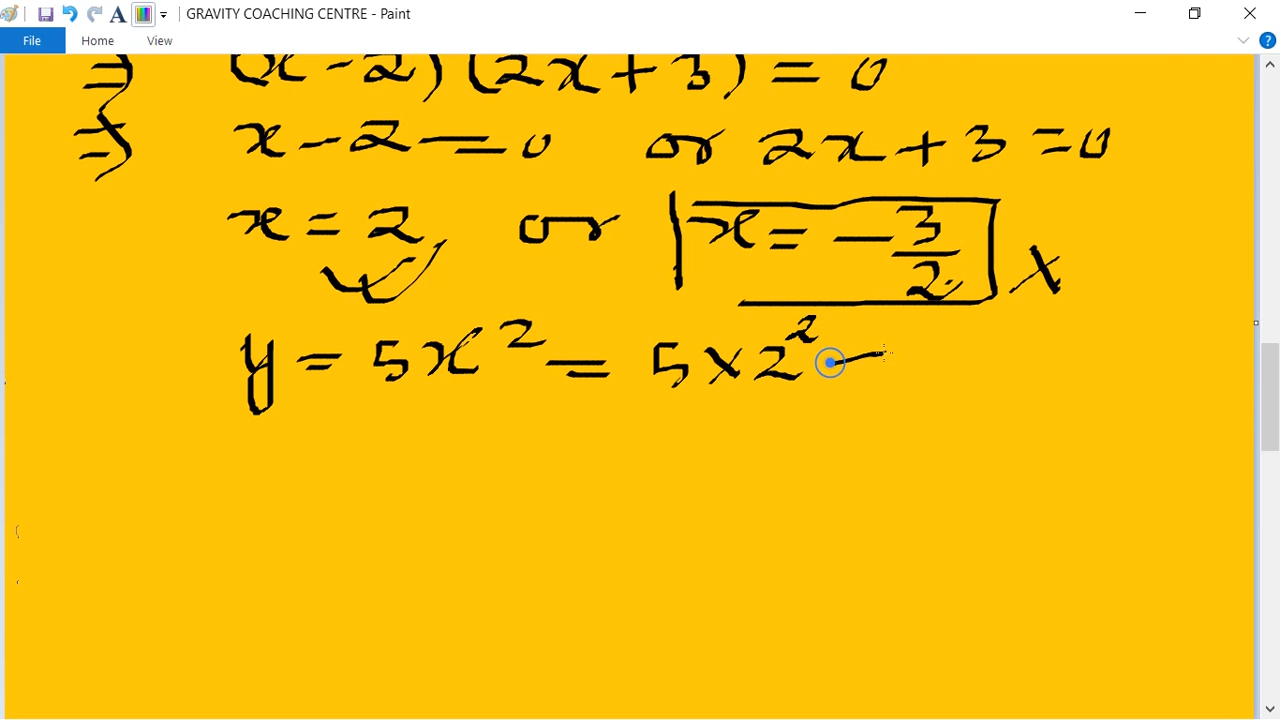 GRAVITY COACHING CENTRE - Paint
File Home View
⇒ (x-2)(2x+3) = 0
⇒ x-2=0 or 2x+3=0
x=2 or x=-3/2 X
y = 5x² = 5×2²